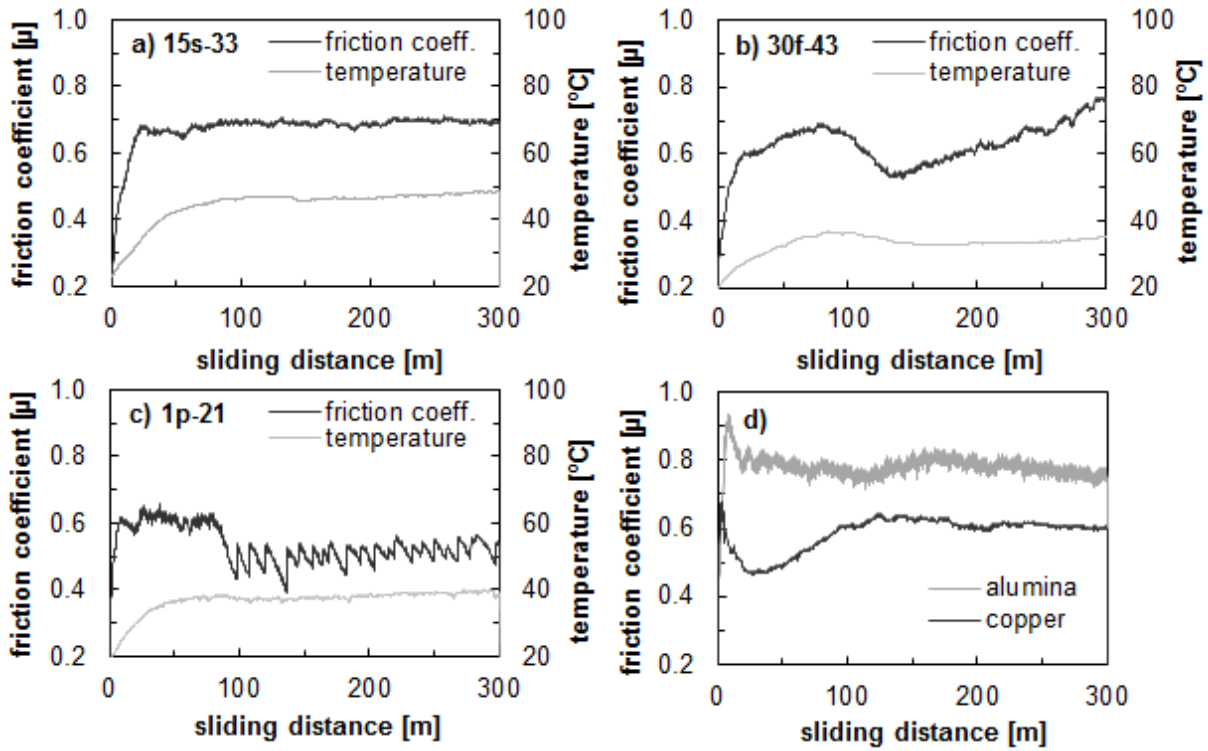 a) 15s-33
friction coeff.
temperature
friction coefficient [µ]
1.0
0.8
0.6
0.4
0.2
100
80
60
40
20
temperature [ºC]
0
100
200
300
sliding distance [m]
b) 30f-43
friction coeff.
temperature
friction coefficient [µ]
1.0
0.8
0.6
0.4
0.2
100
80
60
40
20
temperature [ºC]
0
100
200
300
sliding distance [m]
c) 1p-21
friction coeff.
temperature
friction coefficient [µ]
1.0
0.8
0.6
0.4
0.2
100
80
60
40
20
temperature [ºC]
0
100
200
300
sliding distance [m]
d)
friction coefficient [µ]
1.0
0.8
0.6
0.4
0.2
alumina
copper
0
100
200
300
sliding distance [m]